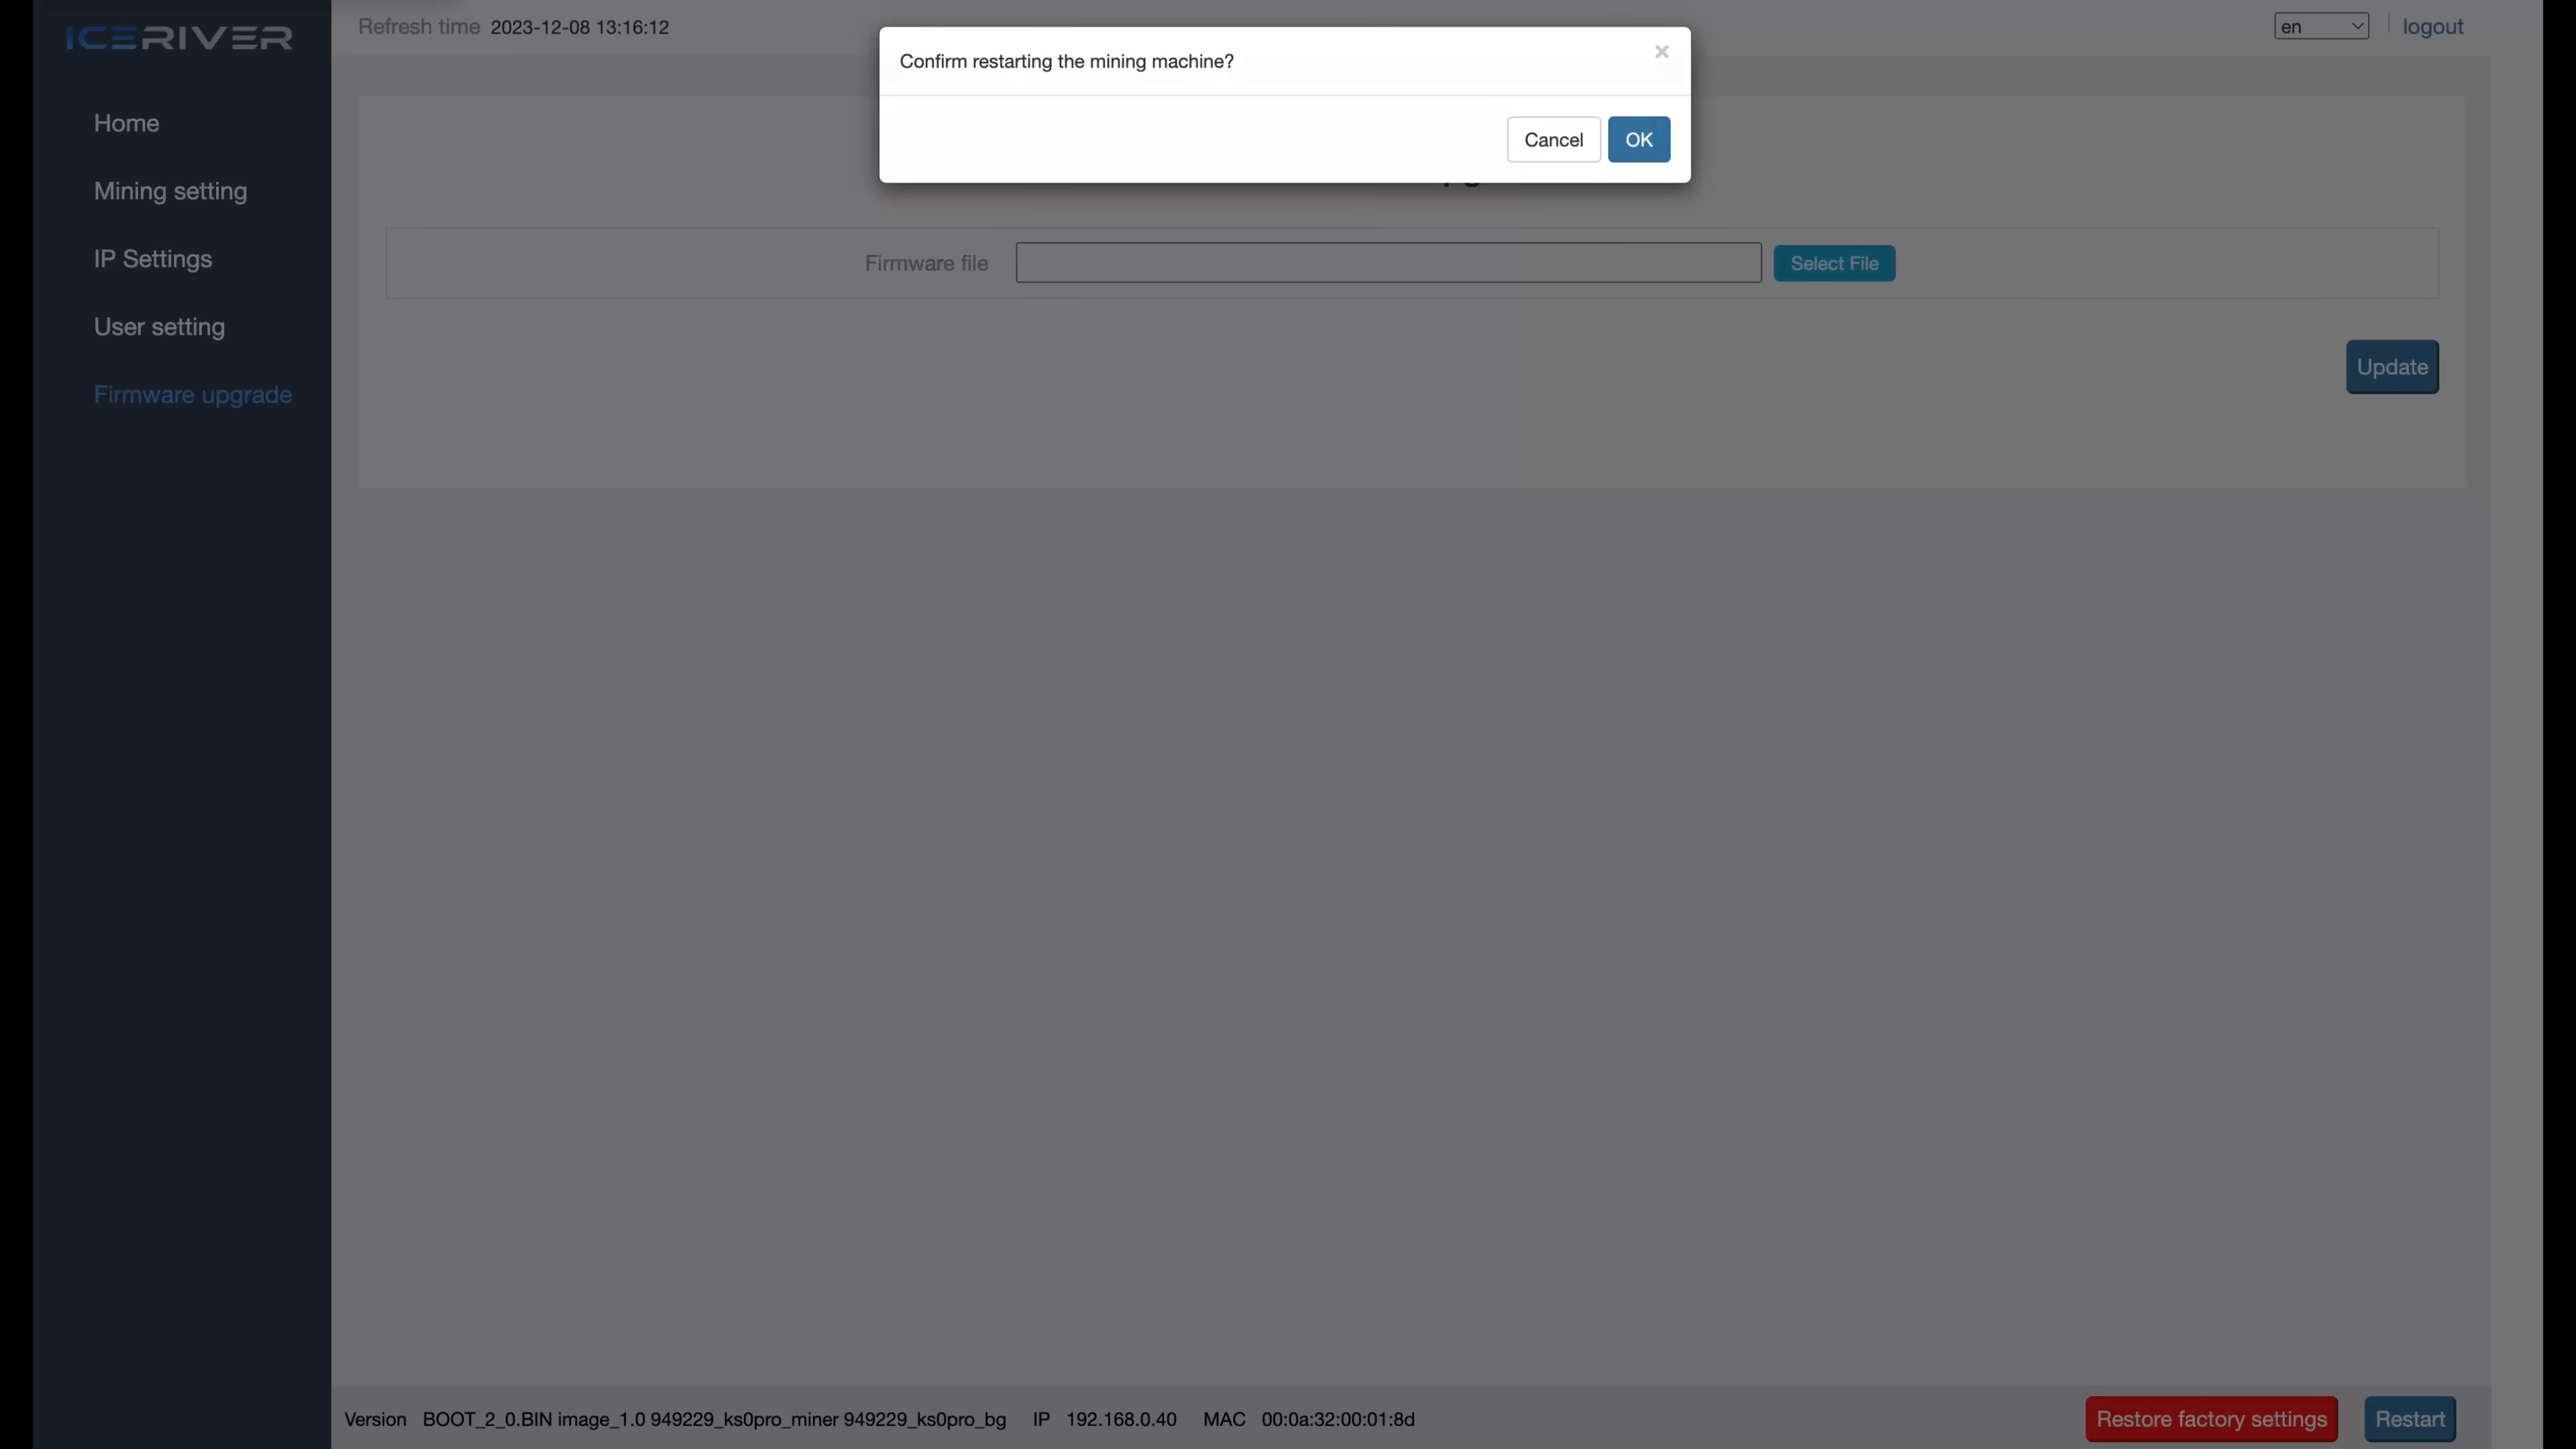 ICERIVER
Refresh time 2023-12-08 13:16:12
en
logout
Confirm restarting the mining machine?
×
Cancel
OK
Home
Mining setting
IP Settings
User setting
Firmware upgrade
Firmware file
Select File
Update
Version BOOT_2_0.BIN image_1.0 949229_ks0pro_miner 949229_ks0pro_bg IP 192.168.0.40 MAC 00:0a:32:00:01:8d
Restore factory settings
Restart